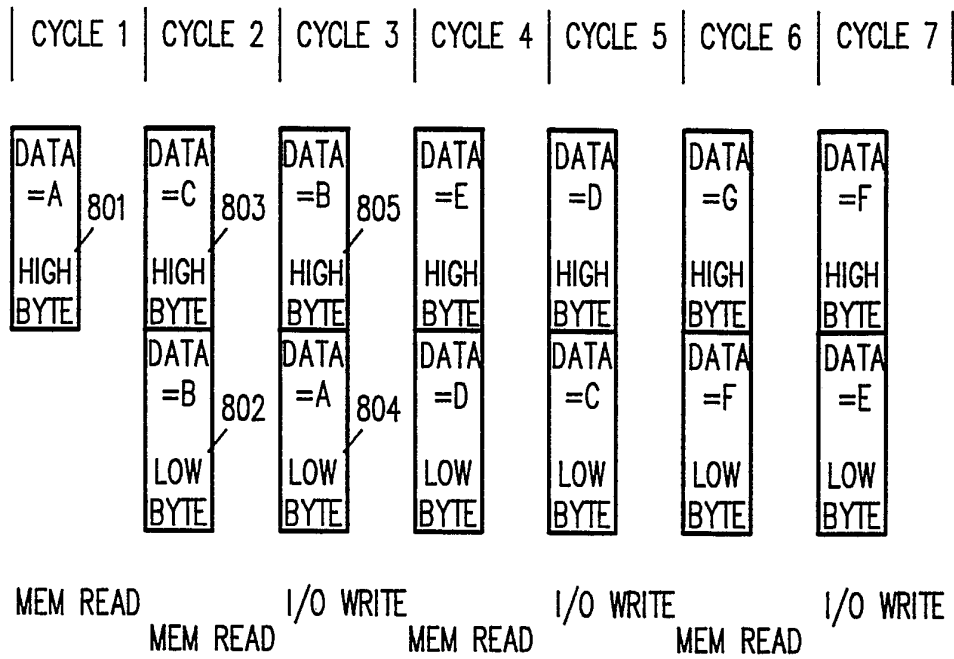 CYCLE 1 CYCLE 2 CYCLE 3 CYCLE 4 CYCLE 5 CYCLE 6 CYCLE 7
DATA DATA DATA DATA DATA DATA DATA
=A =C =B =E =D =G =F
801 803 805
HIGH HIGH HIGH HIGH HIGH HIGH HIGH
BYTE BYTE BYTE BYTE BYTE BYTE BYTE
DATA DATA DATA DATA DATA DATA
=B =A =D =C =F =E
802 804
LOW LOW LOW LOW LOW LOW
BYTE BYTE BYTE BYTE BYTE BYTE
MEM READ I/O WRITE I/O WRITE I/O WRITE
MEM READ MEM READ MEM READ